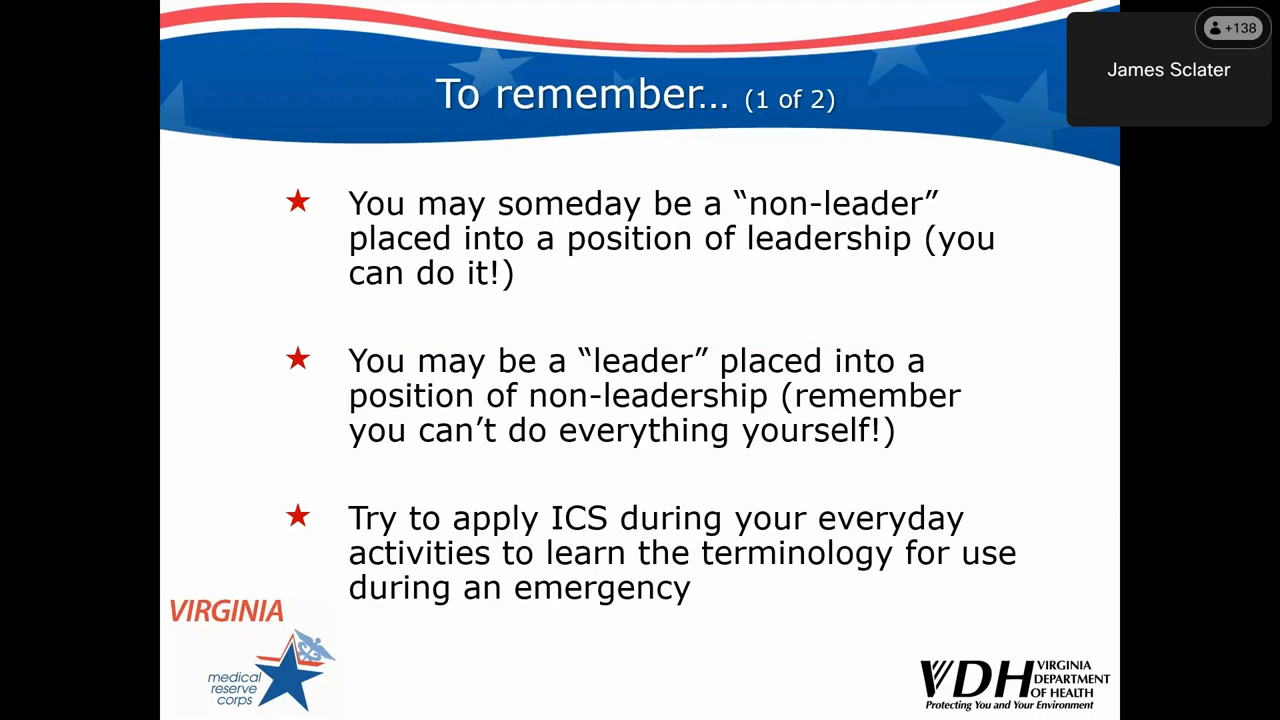 To remember… (1 of 2)
+138
James Sclater
You may someday be a “non-leader”
placed into a position of leadership (you
can do it!)
You may be a “leader” placed into a
position of non-leadership (remember
you can’t do everything yourself!)
Try to apply ICS during your everyday
activities to learn the terminology for use
during an emergency
VIRGINIA
medical
reserve
corps
VDH VIRGINIA
DEPARTMENT
OF HEALTH
Protecting You and Your Environment